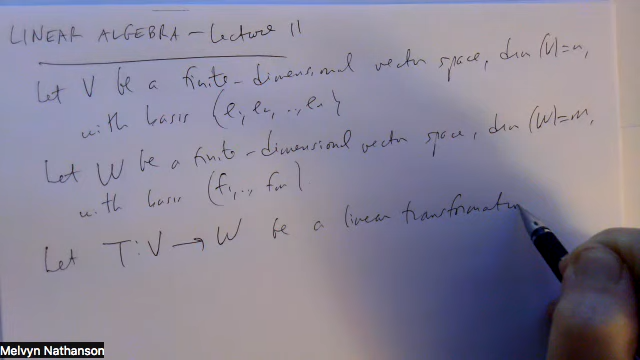 LINEAR ALGEBRA - Lecture 11
Let V be a finite-dimensional vector space, dim (V)=n,
with basis {e1, e2, .., en}
Let W be a finite-dimensional vector space, dim (W)=m,
with basis {f1, .., fm}
Let T: V → W be a linear transformation
Melvyn Nathanson